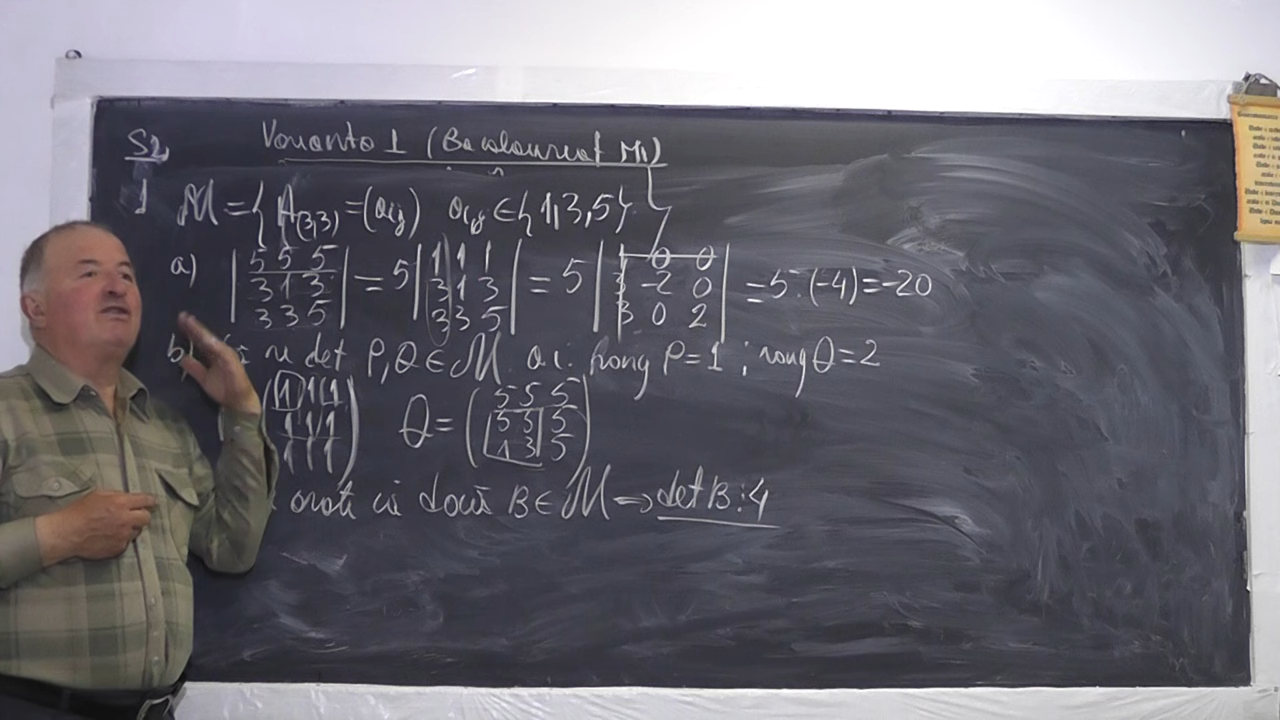 S2 Varianta 1 (Bacalaureat M1)
1 M = { A(3,3) = (aij) ai,j ∈ { 1,3,5 } }
a) | 5 5 5 | = 5 | 1 1 1 | = 5 | 1 0 0 | = 5·(-4) = -20
| 3 1 3 | | 3 1 3 | | 3 -2 0 |
| 3 3 5 | | 3 3 5 | | 3 0 2 |
b) să se det P,Q ∈ M a.i. rang P = 1 ; rang Q = 2
( 1 1 1 ) Q = ( 5 5 5 )
( 1 1 1 ) ( 5 5 5 )
( 1 1 1 ) ( 1 3 5 )
arate că dacă B ∈ M ⇒ det B ⋮ 4